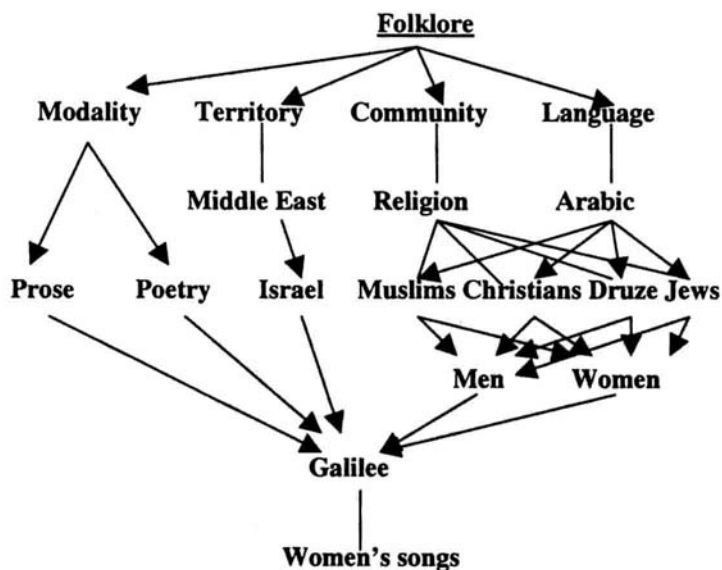 Folklore
Modality Territory Community Language
Middle East Religion Arabic
Prose Poetry Israel Muslims Christians Druze Jews
Men Women
Galilee
Women's songs